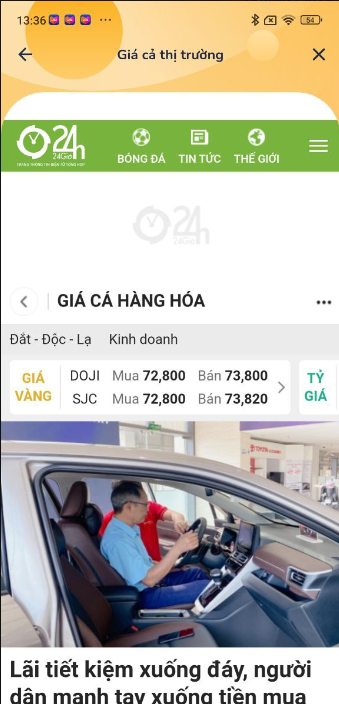 13:36
54
Giá cả thị trường
24h
24Giờ
BÓNG ĐÁ
TIN TỨC
THẾ GIỚI
24h
GIÁ CẢ HÀNG HÓA
Đắt - Độc - Lạ Kinh doanh
GIÁ VÀNG
DOJI Mua 72,800 Bán 73,800
SJC Mua 72,800 Bán 73,820
TỶ GIÁ
Lãi tiết kiệm xuống đáy, người
dân mạnh tay xuống tiền mua